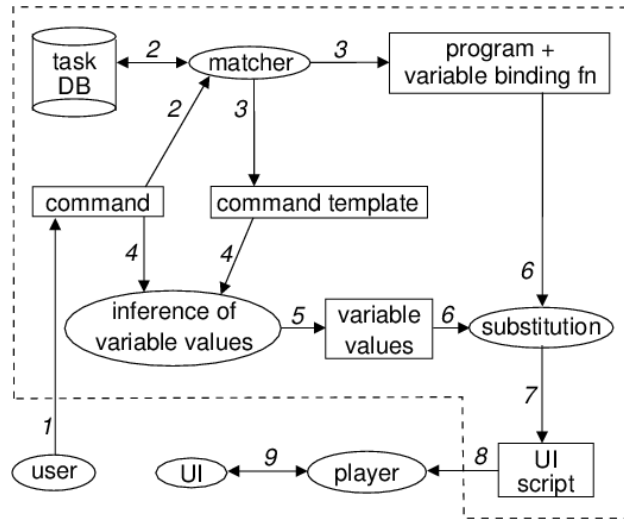 task
DB
2
matcher
3
program +
variable binding fn
2
3
command
command template
4
4
6
inference of
variable values
5
variable
values
6
substitution
7
1
user
UI
9
player
8
UI
script